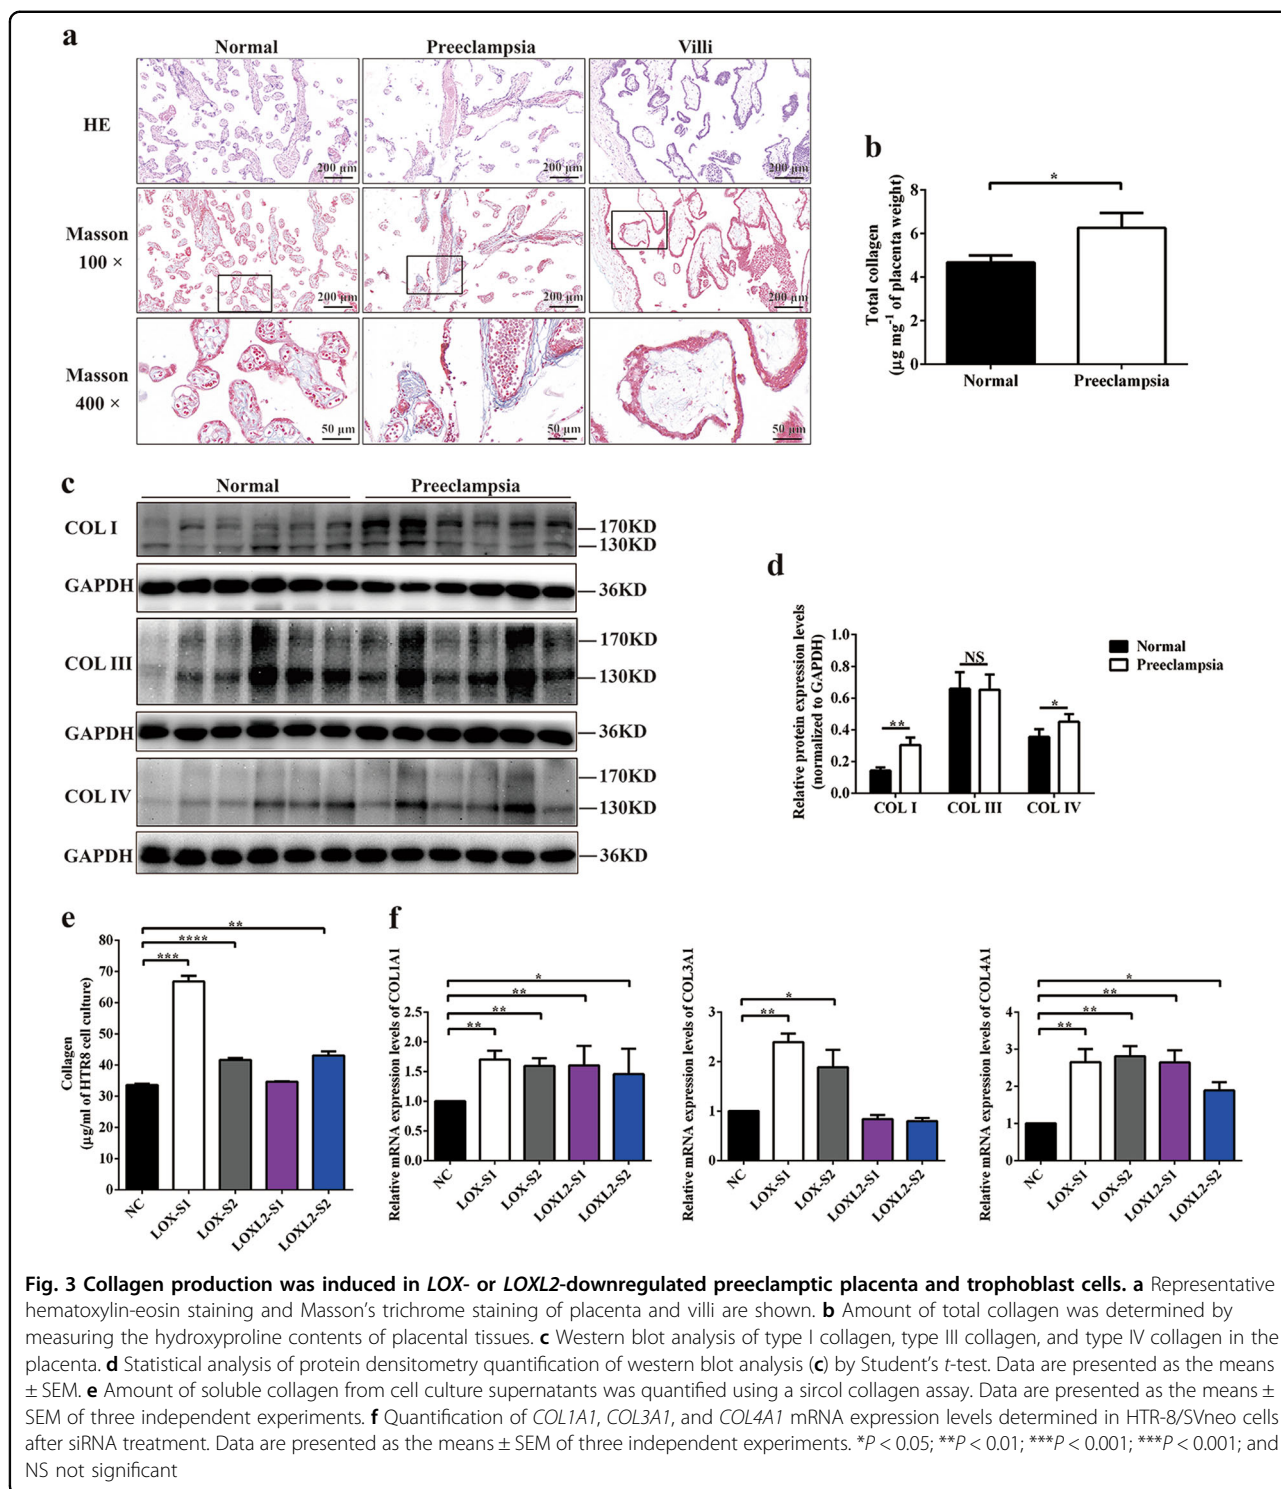 a
Normal Preeclampsia Villi
HE
200 μm 200 μm 200 μm
Masson
100 ×
200 μm 200 μm 200 μm
Masson
400 ×
50 μm 50 μm 50 μm
b
Total collagen
(μg mg⁻¹ of placenta weight)
8
6
4
2
0
*
Normal Preeclampsia
c
Normal Preeclampsia
COL I
170KD
130KD
GAPDH
36KD
COL III
170KD
130KD
GAPDH
36KD
COL IV
170KD
130KD
GAPDH
36KD
d
Relative protein expression levels
(normalized to GAPDH)
1.0
0.8
0.6
0.4
0.2
0.0
** NS *
COL I COL III COL IV
Normal
Preeclampsia
e
Collagen
(μg/ml of HTR8 cell culture)
80
70
60
50
40
30
20
10
0
**
****
***
NC LOX-S1 LOX-S2 LOXL2-S1 LOXL2-S2
f
Relative mRNA expression levels of COL1A1
2.5
2.0
1.5
1.0
0.5
0.0
*
**
**
**
NC LOX-S1 LOX-S2 LOXL2-S1 LOXL2-S2
Relative mRNA expression levels of COL3A1
3
2
1
0
*
**
NC LOX-S1 LOX-S2 LOXL2-S1 LOXL2-S2
Relative mRNA expression levels of COL4A1
4
3
2
1
0
*
**
**
**
NC LOX-S1 LOX-S2 LOXL2-S1 LOXL2-S2
Fig. 3 Collagen production was induced in LOX- or LOXL2-downregulated preeclamptic placenta and trophoblast cells. a Representative
hematoxylin-eosin staining and Masson's trichrome staining of placenta and villi are shown. b Amount of total collagen was determined by
measuring the hydroxyproline contents of placental tissues. c Western blot analysis of type I collagen, type III collagen, and type IV collagen in the
placenta. d Statistical analysis of protein densitometry quantification of western blot analysis (c) by Student's t-test. Data are presented as the means
± SEM. e Amount of soluble collagen from cell culture supernatants was quantified using a sircol collagen assay. Data are presented as the means ±
SEM of three independent experiments. f Quantification of COL1A1, COL3A1, and COL4A1 mRNA expression levels determined in HTR-8/SVneo cells
after siRNA treatment. Data are presented as the means ± SEM of three independent experiments. *P < 0.05; **P < 0.01; ***P < 0.001; ***P < 0.001; and
NS not significant